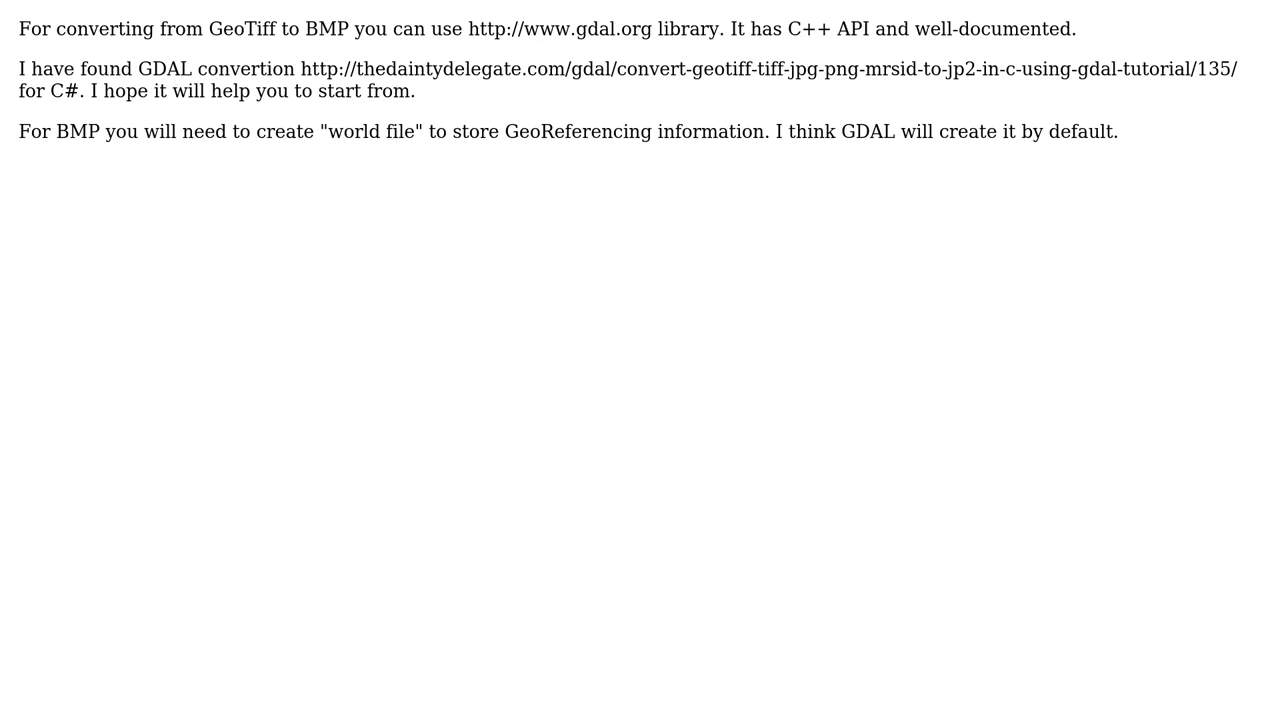 For converting from GeoTiff to BMP you can use http://www.gdal.org library. It has C++ API and well-documented.
I have found GDAL convertion http://thedaintydelegate.com/gdal/convert-geotiff-tiff-jpg-png-mrsid-to-jp2-in-c-using-gdal-tutorial/135/
for C#. I hope it will help you to start from.
For BMP you will need to create "world file" to store GeoReferencing information. I think GDAL will create it by default.